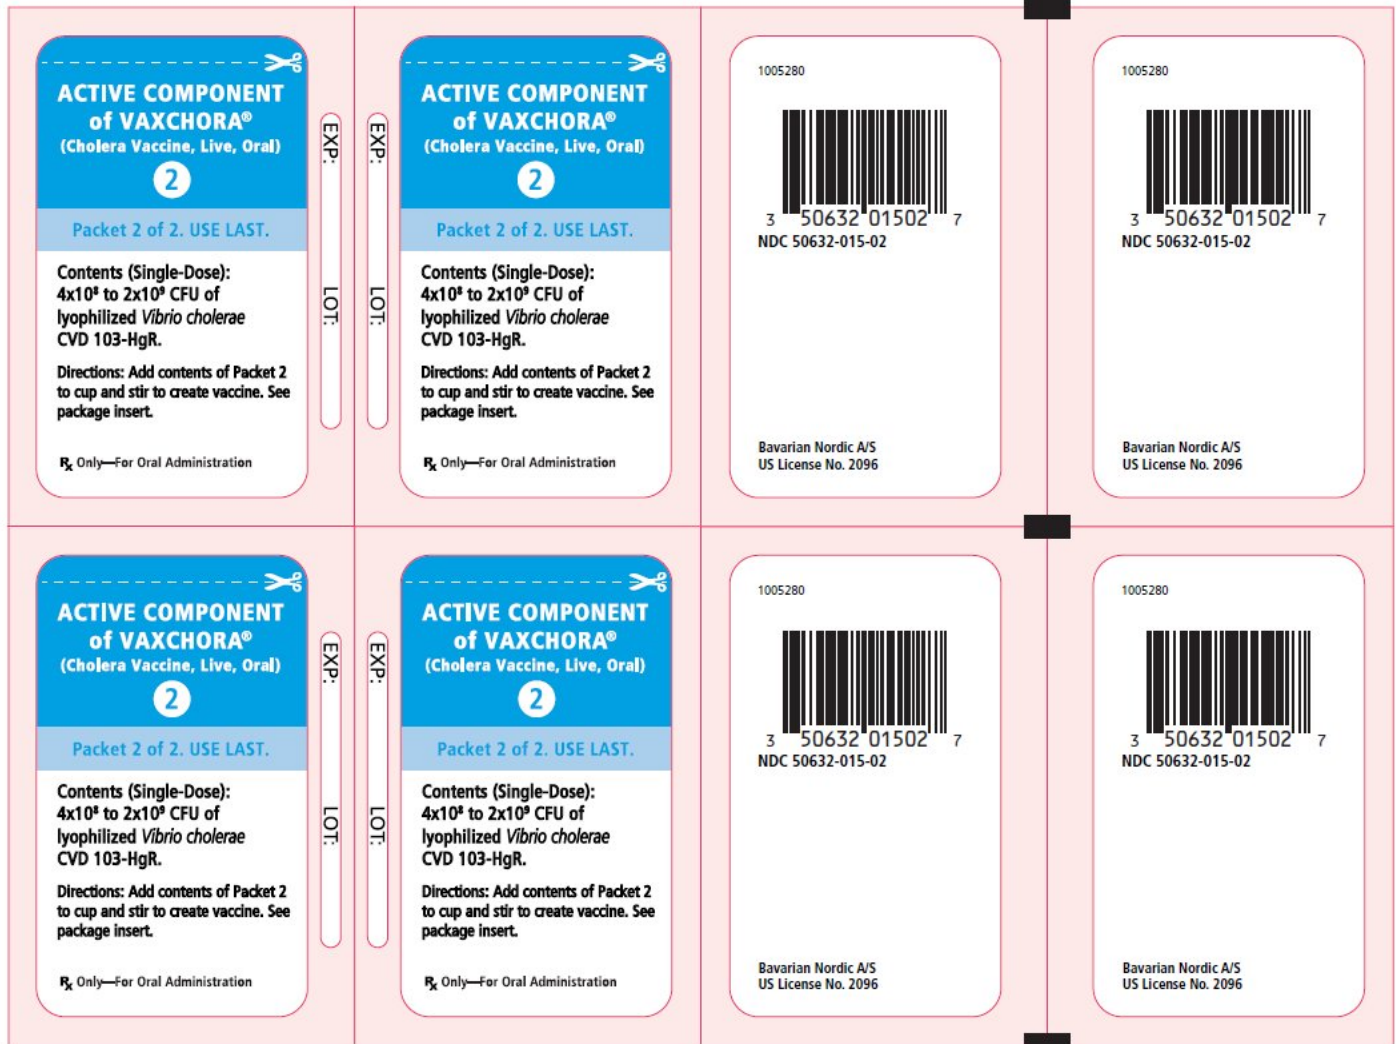 ACTIVE COMPONENT
of VAXCHORA®
(Cholera Vaccine, Live, Oral)
2
Packet 2 of 2. USE LAST.
Contents (Single-Dose):
4x10⁸ to 2x10⁹ CFU of
lyophilized Vibrio cholerae
CVD 103-HgR.
Directions: Add contents of Packet 2
to cup and stir to create vaccine. See
package insert.
℞ Only—For Oral Administration
EXP:
LOT:
EXP:
LOT:
ACTIVE COMPONENT
of VAXCHORA®
(Cholera Vaccine, Live, Oral)
2
Packet 2 of 2. USE LAST.
Contents (Single-Dose):
4x10⁸ to 2x10⁹ CFU of
lyophilized Vibrio cholerae
CVD 103-HgR.
Directions: Add contents of Packet 2
to cup and stir to create vaccine. See
package insert.
℞ Only—For Oral Administration
1005280
3 50632 01502 7
NDC 50632-015-02
Bavarian Nordic A/S
US License No. 2096
1005280
3 50632 01502 7
NDC 50632-015-02
Bavarian Nordic A/S
US License No. 2096
ACTIVE COMPONENT
of VAXCHORA®
(Cholera Vaccine, Live, Oral)
2
Packet 2 of 2. USE LAST.
Contents (Single-Dose):
4x10⁸ to 2x10⁹ CFU of
lyophilized Vibrio cholerae
CVD 103-HgR.
Directions: Add contents of Packet 2
to cup and stir to create vaccine. See
package insert.
℞ Only—For Oral Administration
EXP:
LOT:
EXP:
LOT:
ACTIVE COMPONENT
of VAXCHORA®
(Cholera Vaccine, Live, Oral)
2
Packet 2 of 2. USE LAST.
Contents (Single-Dose):
4x10⁸ to 2x10⁹ CFU of
lyophilized Vibrio cholerae
CVD 103-HgR.
Directions: Add contents of Packet 2
to cup and stir to create vaccine. See
package insert.
℞ Only—For Oral Administration
1005280
3 50632 01502 7
NDC 50632-015-02
Bavarian Nordic A/S
US License No. 2096
1005280
3 50632 01502 7
NDC 50632-015-02
Bavarian Nordic A/S
US License No. 2096